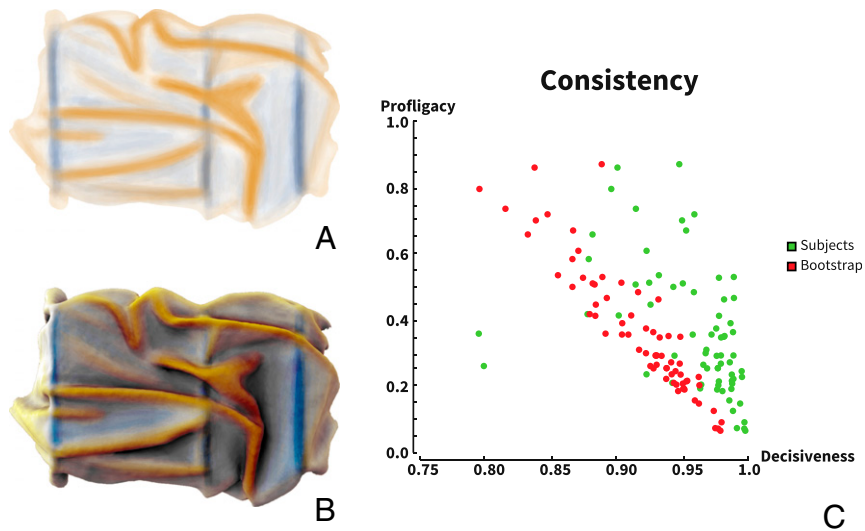 A
B
Consistency
Profligacy
1.0
0.8
0.6
0.4
0.2
0.0
0.75
0.80
0.85
0.90
0.95
1.0
Decisiveness
Subjects
Bootstrap
C